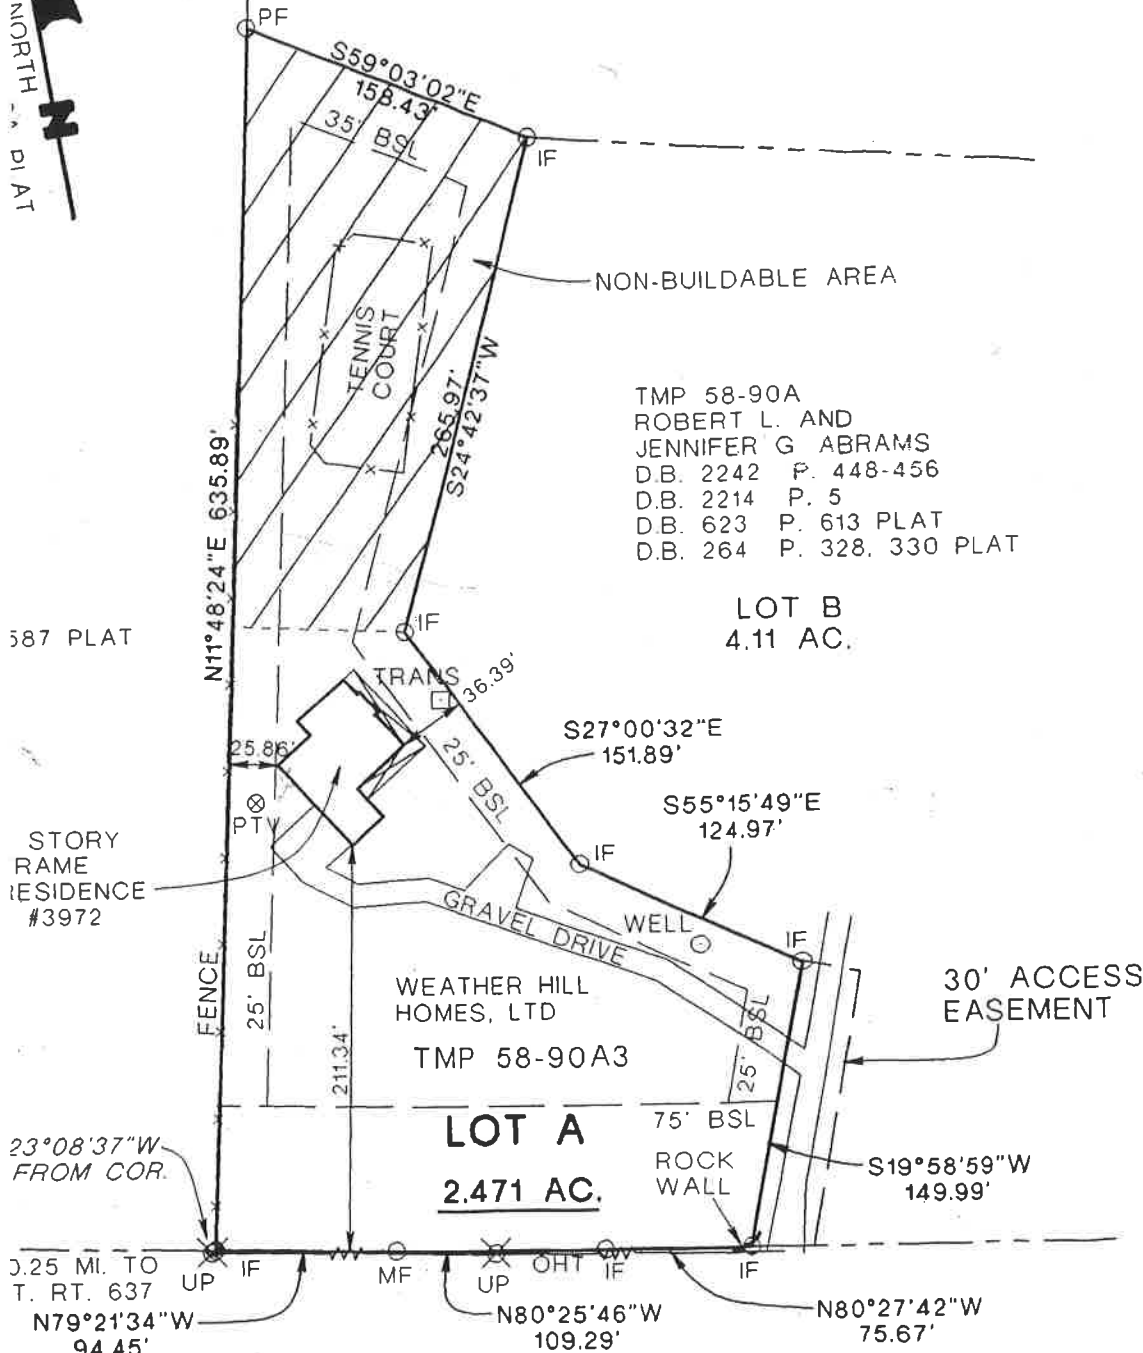 NORTH
N
PLAT
PF
S59°03'02"E
158.43'
35' BSL
IF
NON-BUILDABLE AREA
TENNIS
COURT
265.97'
S24°42'37"W
N11°48'24"E 635.89'
TMP 58-90A
ROBERT L. AND
JENNIFER G ABRAMS
D.B. 2242 P. 448-456
D.B. 2214 P. 5
D.B. 623 P. 613 PLAT
D.B. 264 P. 328, 330 PLAT
LOT B
4.11 AC.
587 PLAT
IF
TRANS
36.39'
S27°00'32"E
151.89'
25.86'
25' BSL
S55°15'49"E
124.97'
PT
STORY
RAME
RESIDENCE
#3972
IF
GRAVEL DRIVE
WELL
IF
FENCE
25' BSL
WEATHER HILL
HOMES, LTD
TMP 58-90A3
211.34'
25' BSL
30' ACCESS
EASEMENT
75' BSL
LOT A
2.471 AC.
23°08'37"W
FROM COR.
ROCK
WALL
S19°58'59"W
149.99'
0.25 MI. TO
T. RT. 637
UP
IF
MF
UP
OHT
IF
IF
N79°21'34"W
94.45'
N80°25'46"W
109.29'
N80°27'42"W
75.67'